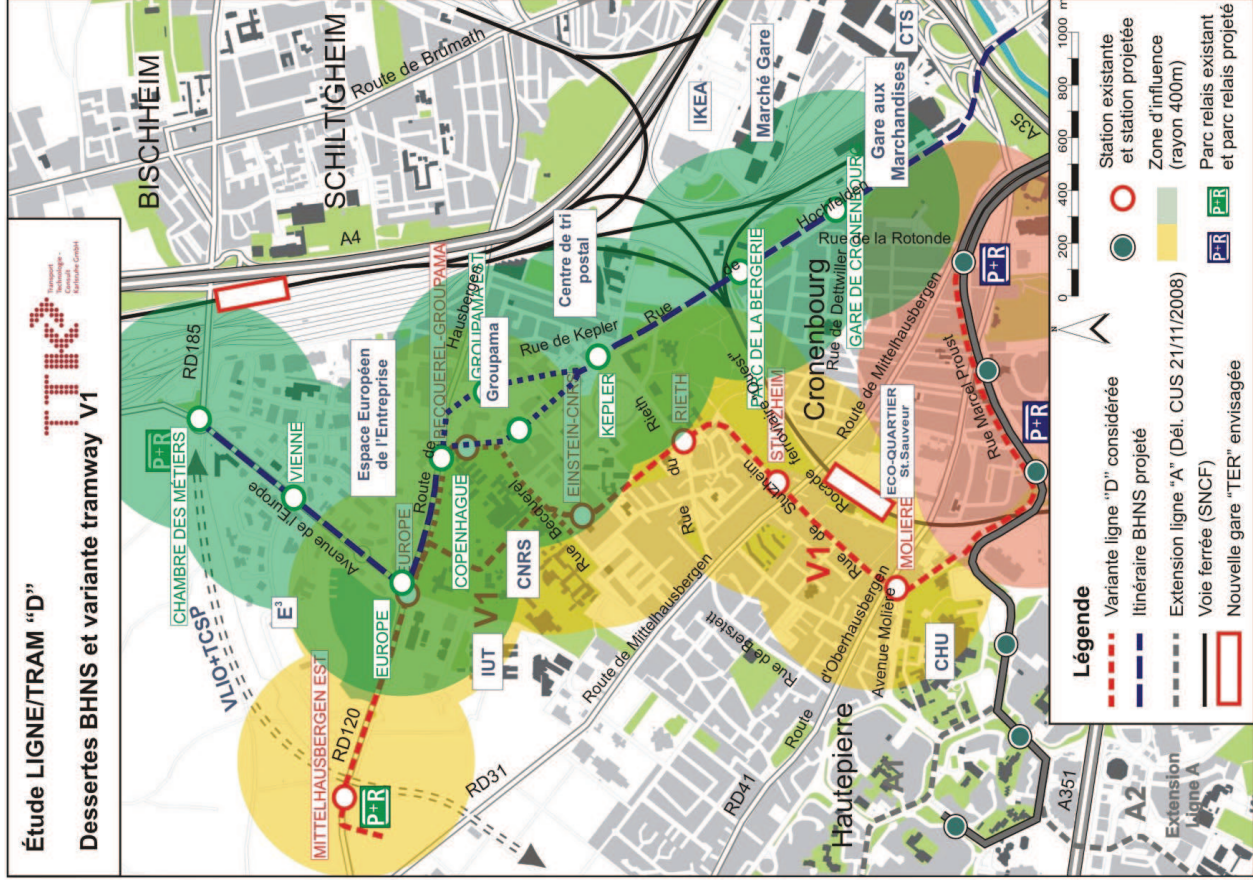 Étude LIGNE/TRAM "D"
Dessertes BHNS et variante tramway V1
TTK
Transport
Technologie -
Consult
Karlsruhe GmbH
BISCHHEIM
SCHILTIGHEIM
Route de Brumath
A4
RD185
P+R
CHAMBRE DES MÉTIERS
VLIO+TCSP
VIENNE
Avenue de l'Europe
Espace Européen
de l'Entreprise
E³
EUROPE
EUROPE
Route de Hausbergen
BECQUEREL-GROUPAMA
GROUPAMA EST
Groupama
COPENHAGUE
MITTELHAUSBERGEN EST
P+R
RD120
IUT
V1
CNRS
Rue Becquerel
EINSTEIN-CNRS
Centre de tri
postal
Rue de Kepler
KEPLER
IKEA
Marché Gare
Gare aux
Marchandises
CTS
A35
Rue de Hochfelden
PARC DE LA BERGERIE
GARE DE CRONENBOURG
Rue de la Rotonde
Rue de Dettwiller
Cronenbourg
Rue du Rieth
RIETH
STUTZHEIM
Rue de Stutzheim
Rocade ferroviaire "Ouest"
V1
Route de Mittelhausbergen
Route de Mittelhausbergen
ECO-QUARTIER
St.Sauveur
MOLIERE
Rue Marcel Proust
P+R
P+R
RD31
RD41
Rue de Berstett
Route d'Oberhausbergen
Avenue Molière
CHU
Hautepierre
A1
A351
A2
Extension
Ligne A
N
0 200 400 600 800 1000 m
Légende
Variante ligne "D" considérée
Itinéraire BHNS projeté
Extension ligne "A" (Del. CUS 21/11/2008)
Voie ferrée (SNCF)
Nouvelle gare "TER" envisagée
Station existante
et station projetée
Zone d'influence
(rayon 400m)
P+R P+R Parc relais existant
et parc relais projeté